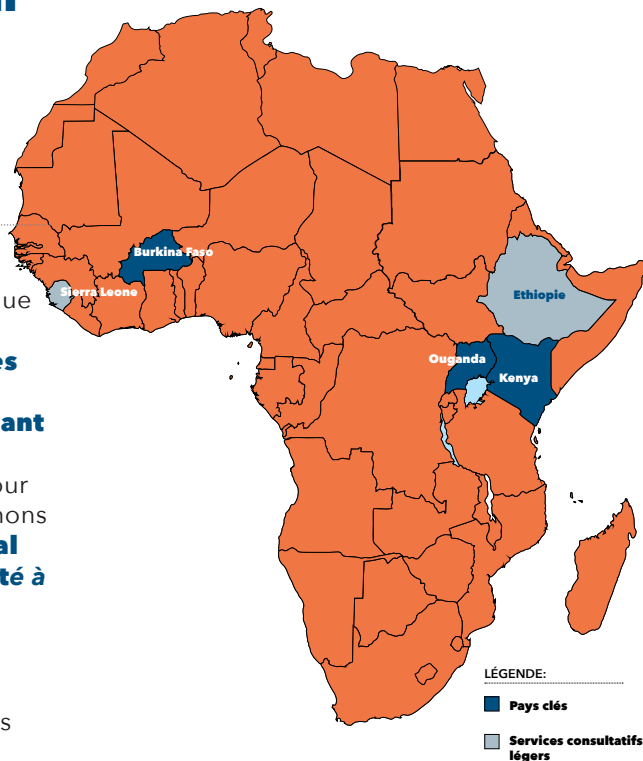 ue
es
ant
our
nons
al
té à
s
Burkina Faso
Sierra Leone
Ethiopie
Ouganda
Kenya
LÉGENDE:
Pays clés
Services consultatifs
légers